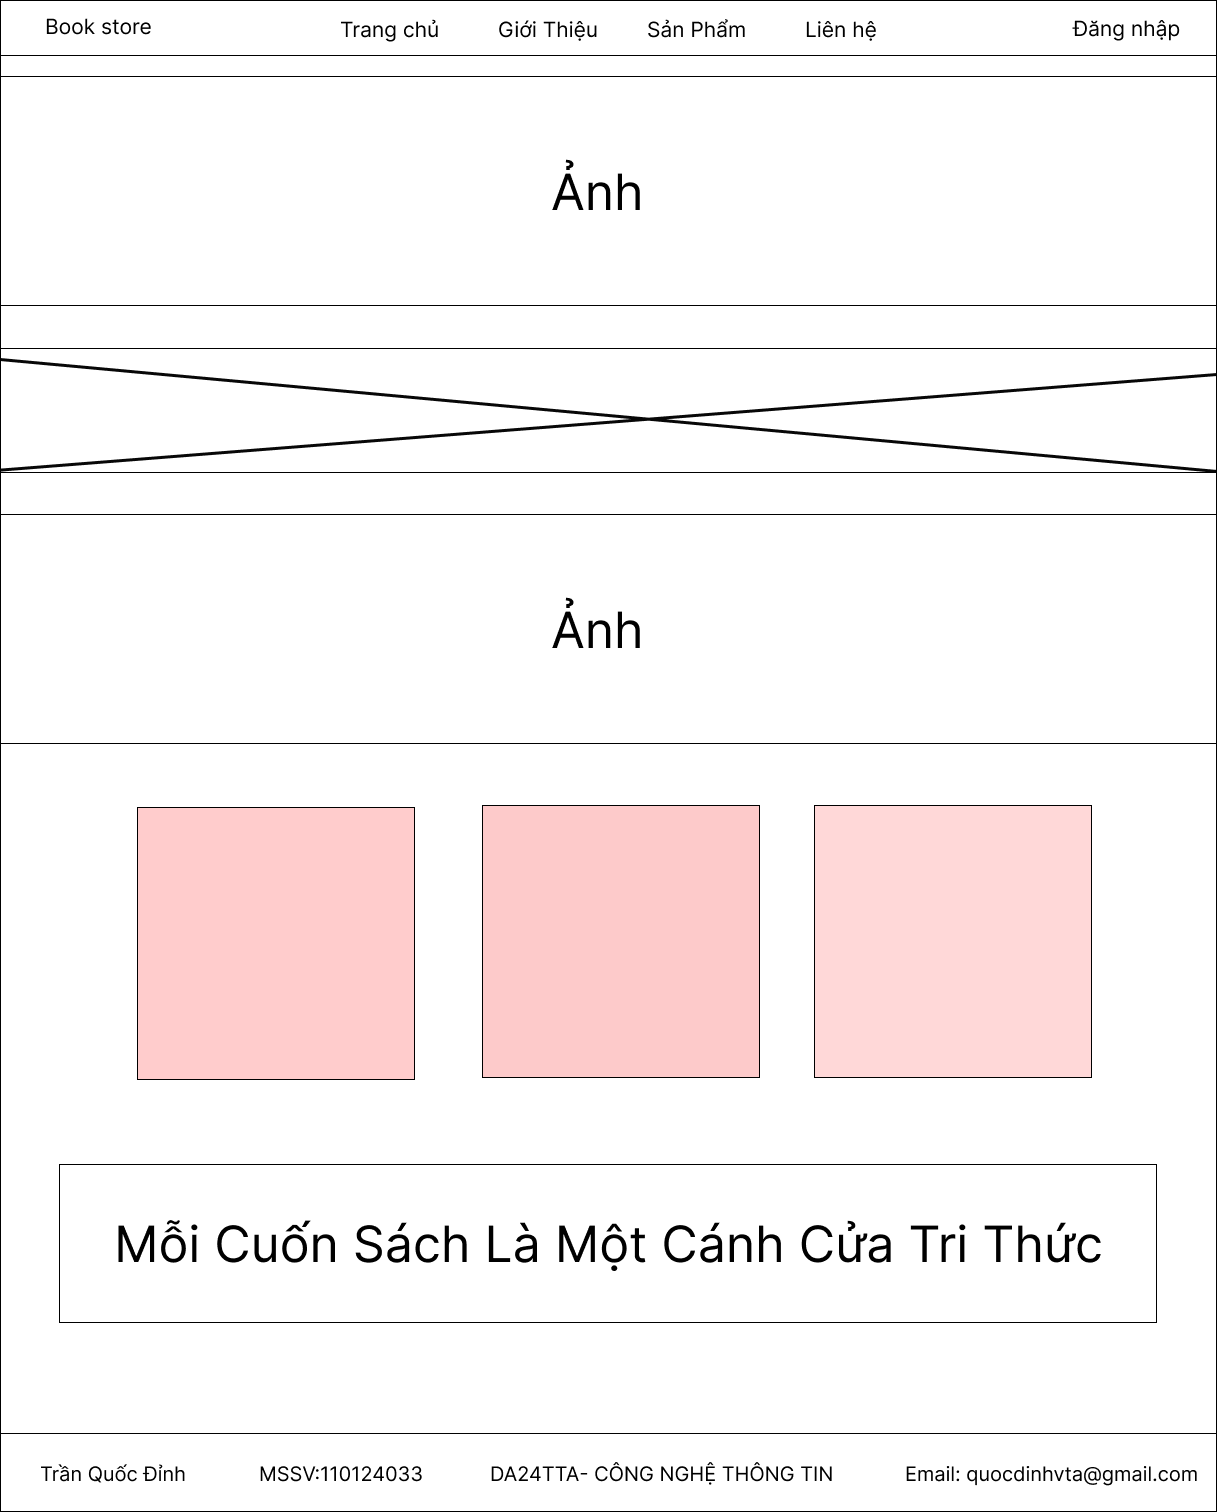 Book store
Trang chủ
Giới Thiệu
Sản Phẩm
Liên hệ
Đăng nhập
Ảnh
Ảnh
Mỗi Cuốn Sách Là Một Cánh Cửa Tri Thức
Trần Quốc Đỉnh
MSSV:110124033
DA24TTA- CÔNG NGHỆ THÔNG TIN
Email: quocdinhvta@gmail.com